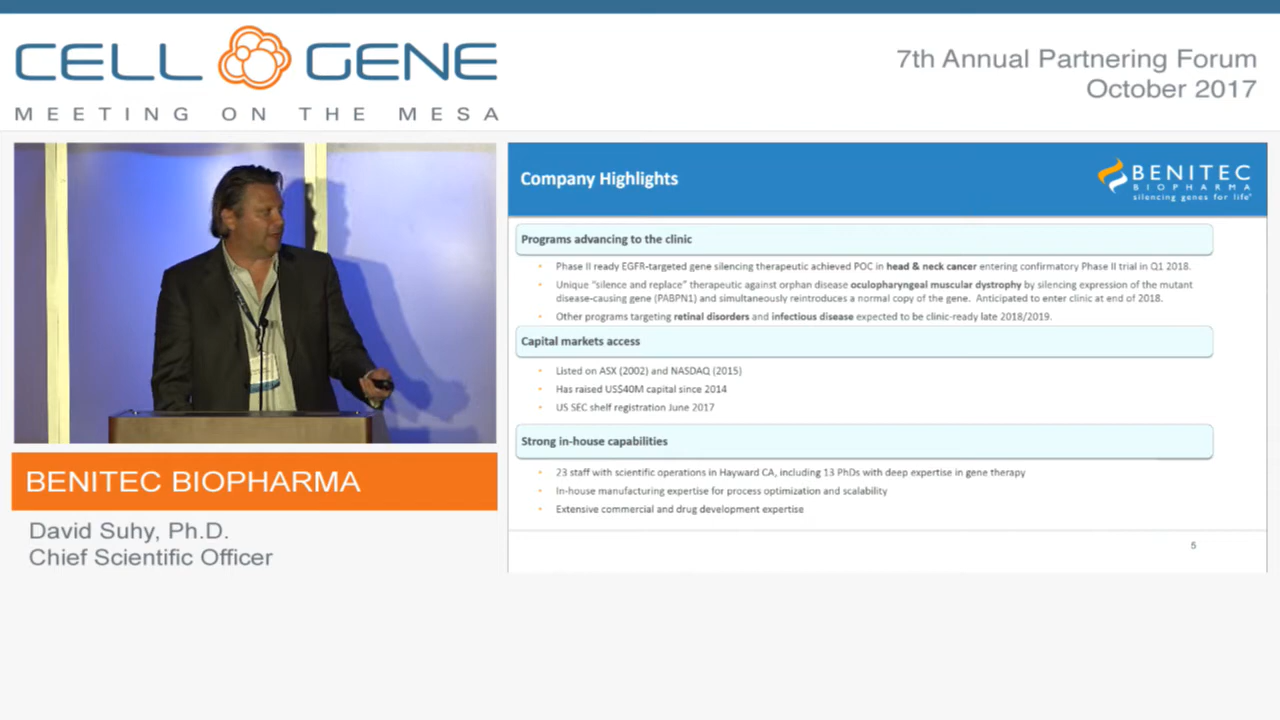 CELL GENE
MEETING ON THE MESA
7th Annual Partnering Forum
October 2017
Company Highlights
BENITEC
BIOPHARMA
silencing genes for life®
Programs advancing to the clinic
• Phase II ready EGFR-targeted gene silencing therapeutic achieved POC in head & neck cancer entering confirmatory Phase II trial in Q1 2018.
• Unique “silence and replace” therapeutic against orphan disease oculopharyngeal muscular dystrophy by silencing expression of the mutant
disease-causing gene (PABPN1) and simultaneously reintroduces a normal copy of the gene. Anticipated to enter clinic at end of 2018.
• Other programs targeting retinal disorders and infectious disease expected to be clinic-ready late 2018/2019.
Capital markets access
• Listed on ASX (2002) and NASDAQ (2015)
• Has raised US$40M capital since 2014
• US SEC shelf registration June 2017
Strong in-house capabilities
• 23 staff with scientific operations in Hayward CA, including 13 PhDs with deep expertise in gene therapy
• In-house manufacturing expertise for process optimization and scalability
• Extensive commercial and drug development expertise
5
BENITEC BIOPHARMA
David Suhy, Ph.D.
Chief Scientific Officer